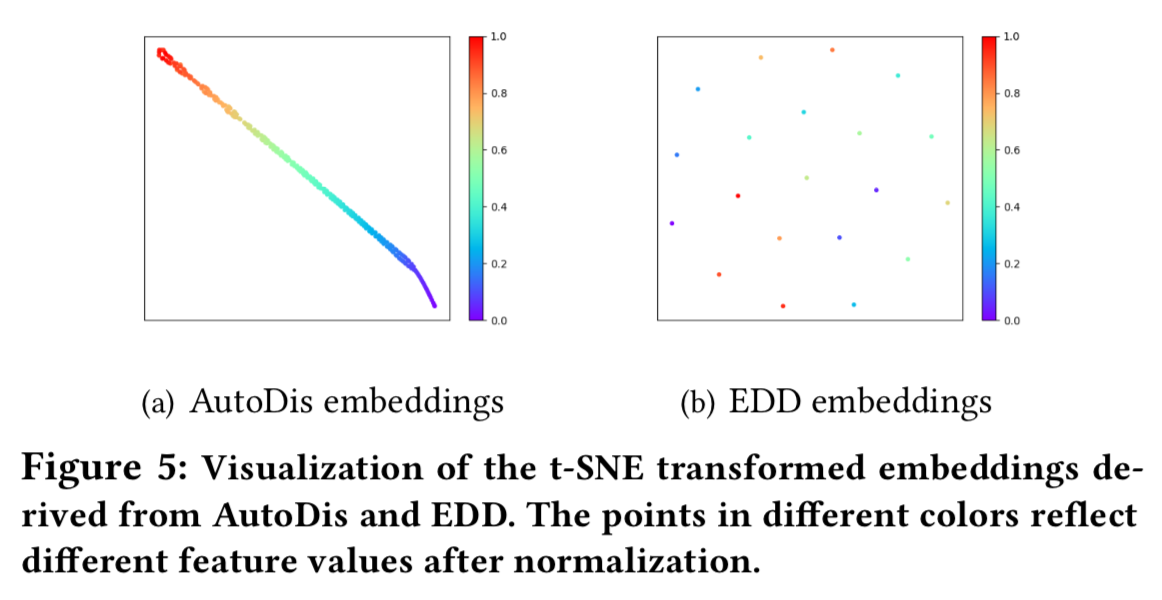 1.0
0.8
0.6
0.4
0.2
0.0
1.0
0.8
0.6
0.4
0.2
0.0
(a) AutoDis embeddings
(b) EDD embeddings
Figure 5: Visualization of the t-SNE transformed embeddings de-
rived from AutoDis and EDD. The points in different colors reflect
different feature values after normalization.